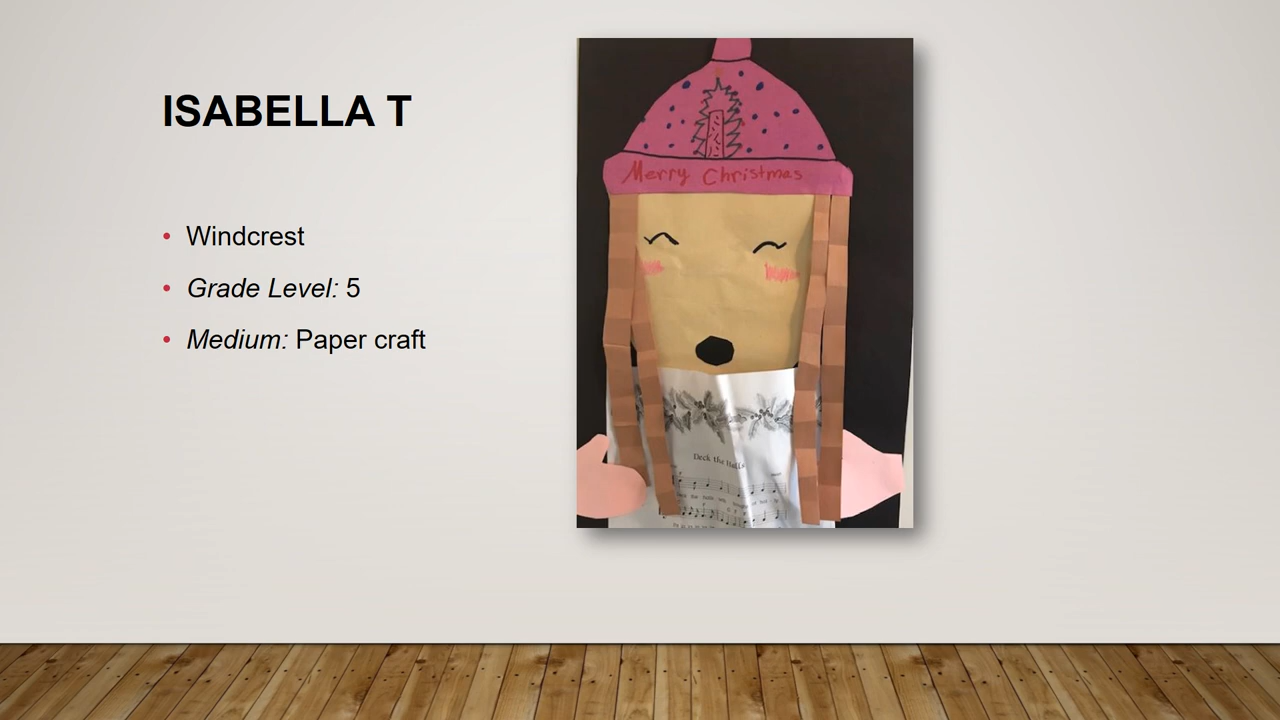 ISABELLA T
• Windcrest
• Grade Level: 5
• Medium: Paper craft
Merry Christmas
Deck the Halls